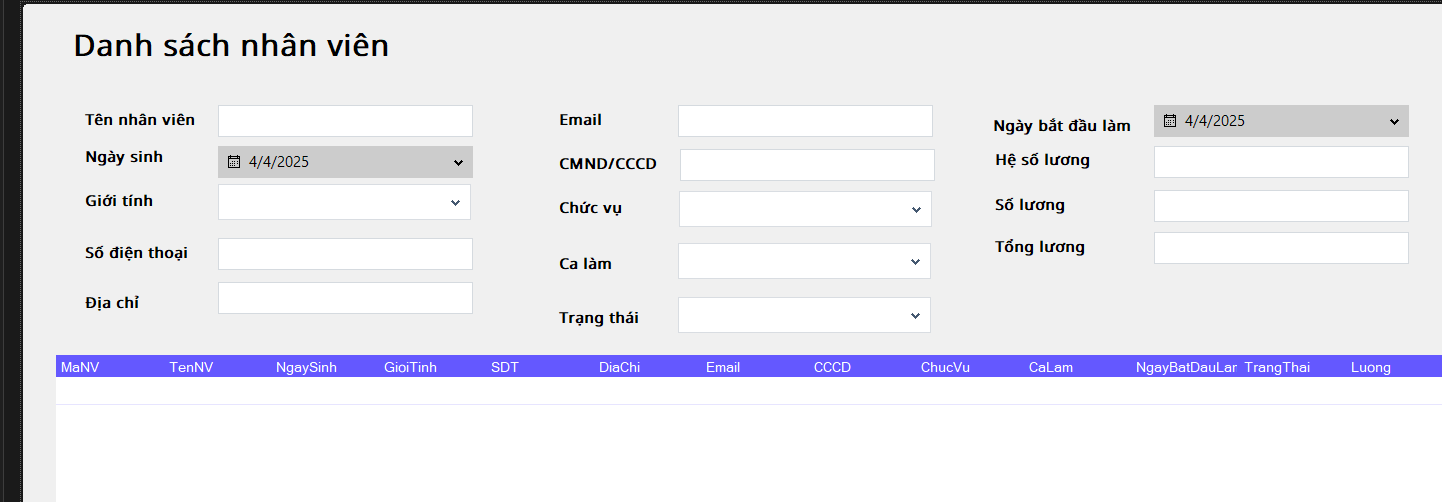 Danh sách nhân viên
Tên nhân viên
Email
Ngày bắt đầu làm
4/4/2025
Ngày sinh
4/4/2025
CMND/CCCD
Hệ số lương
Giới tính
Chức vụ
Số lương
Số điện thoại
Ca làm
Tổng lương
Địa chỉ
Trạng thái
MaNV TenNV NgaySinh GioiTinh SDT DiaChi Email CCCD ChucVu CaLam NgayBatDauLar TrangThai Luong